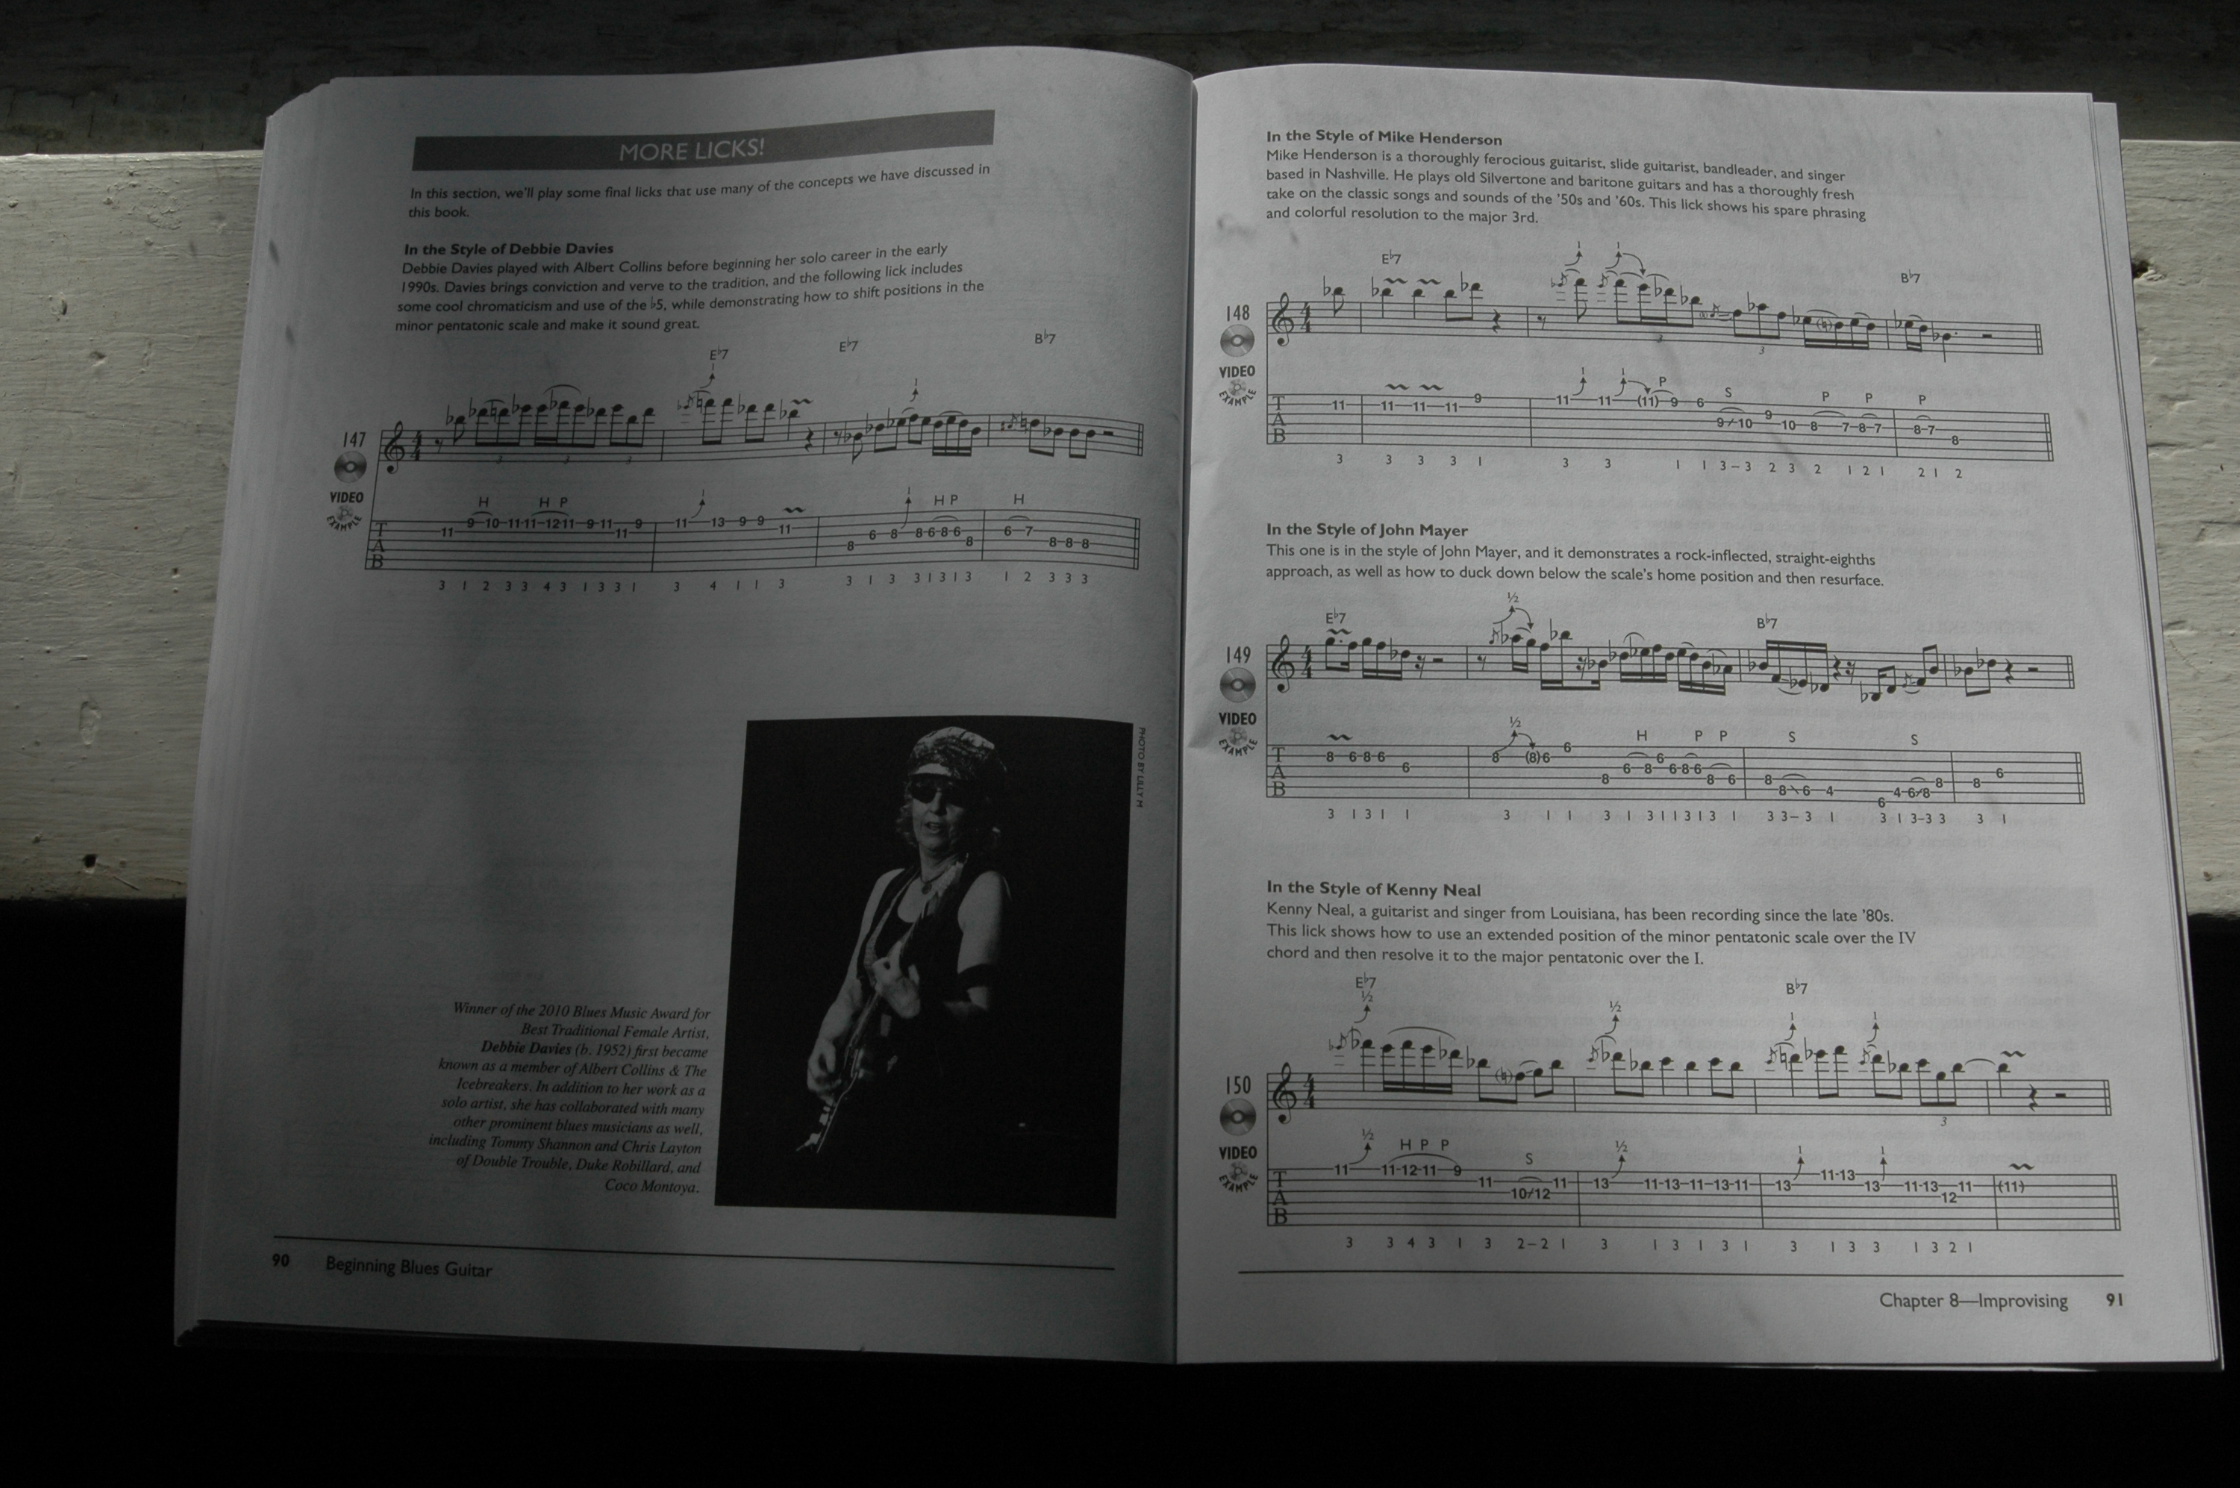 MORE LICKS!
In this section, we'll play some final licks that use many of the concepts we have discussed in
this book.
In the Style of Debbie Davies
Debbie Davies played with Albert Collins before beginning her solo career in the early
1990s. Davies brings conviction and verve to the tradition, and the following lick includes
some cool chromaticism and use of the ♭5, while demonstrating how to shift positions in the
minor pentatonic scale and make it sound great.
E♭7 E♭7 B♭7
1 1
147
VIDEO
EXAMPLE
H H P 1 1 H P H
T
A
B
11 9 10 11 11 12 11 9 11 11 9 11 13 9 9 11 8 6 8 8 6 8 6 8 6 7 8 8 8
3 1 2 3 3 4 3 1 3 3 1 3 4 1 1 3 3 1 3 3 1 3 1 3 1 2 3 3 3
PHOTO BY LILLY M
Winner of the 2010 Blues Music Award for
Best Traditional Female Artist,
Debbie Davies (b. 1952) first became
known as a member of Albert Collins & The
Icebreakers. In addition to her work as a
solo artist, she has collaborated with many
other prominent blues musicians as well,
including Tommy Shannon and Chris Layton
of Double Trouble, Duke Robillard, and
Coco Montoya.
90 Beginning Blues Guitar
In the Style of Mike Henderson
Mike Henderson is a thoroughly ferocious guitarist, slide guitarist, bandleader, and singer
based in Nashville. He plays old Silvertone and baritone guitars and has a thoroughly fresh
take on the classic songs and sounds of the '50s and '60s. This lick shows his spare phrasing
and colorful resolution to the major 3rd.
E♭7 1 1 B♭7
148
VIDEO
EXAMPLE
3 3
1 1 P S P P P
T
A
B
11 11 11 11 9 11 11 (11) 9 6 9/10 9 10 8 7-8-7 8-7 8
3 3 3 3 1 3 3 1 1 3–3 2 3 2 1 2 1 2 1 2
In the Style of John Mayer
This one is in the style of John Mayer, and it demonstrates a rock-inflected, straight-eighths
approach, as well as how to duck down below the scale's home position and then resurface.
E♭7 ½ B♭7
149
VIDEO
EXAMPLE
½ H P P S S
T
A
B
8 6 8 6 6 8 (8) 6 6 8 6 8 6 6-8-6 8 6 8 8\6 4 6 4-6/8 8 8 6
3 1 3 1 1 3 1 1 3 1 3 1 1 3 1 3 1 3 3–3 1 3 1 3–3 3 3 1
In the Style of Kenny Neal
Kenny Neal, a guitarist and singer from Louisiana, has been recording since the late '80s.
This lick shows how to use an extended position of the minor pentatonic scale over the IV
chord and then resolve it to the major pentatonic over the I.
E♭7 B♭7
½ ½ 1 1
150
VIDEO
EXAMPLE
3
½ H P P S ½ 1 1
T
A
B
11 11-12-11 9 11 10/12 11 13 11-13-11-13-11 13 11-13 13 11-13 12 11 (11)
3 3 4 3 1 3 2–2 1 3 1 3 1 3 1 3 1 3 3 1 3 2 1
Chapter 8—Improvising 91